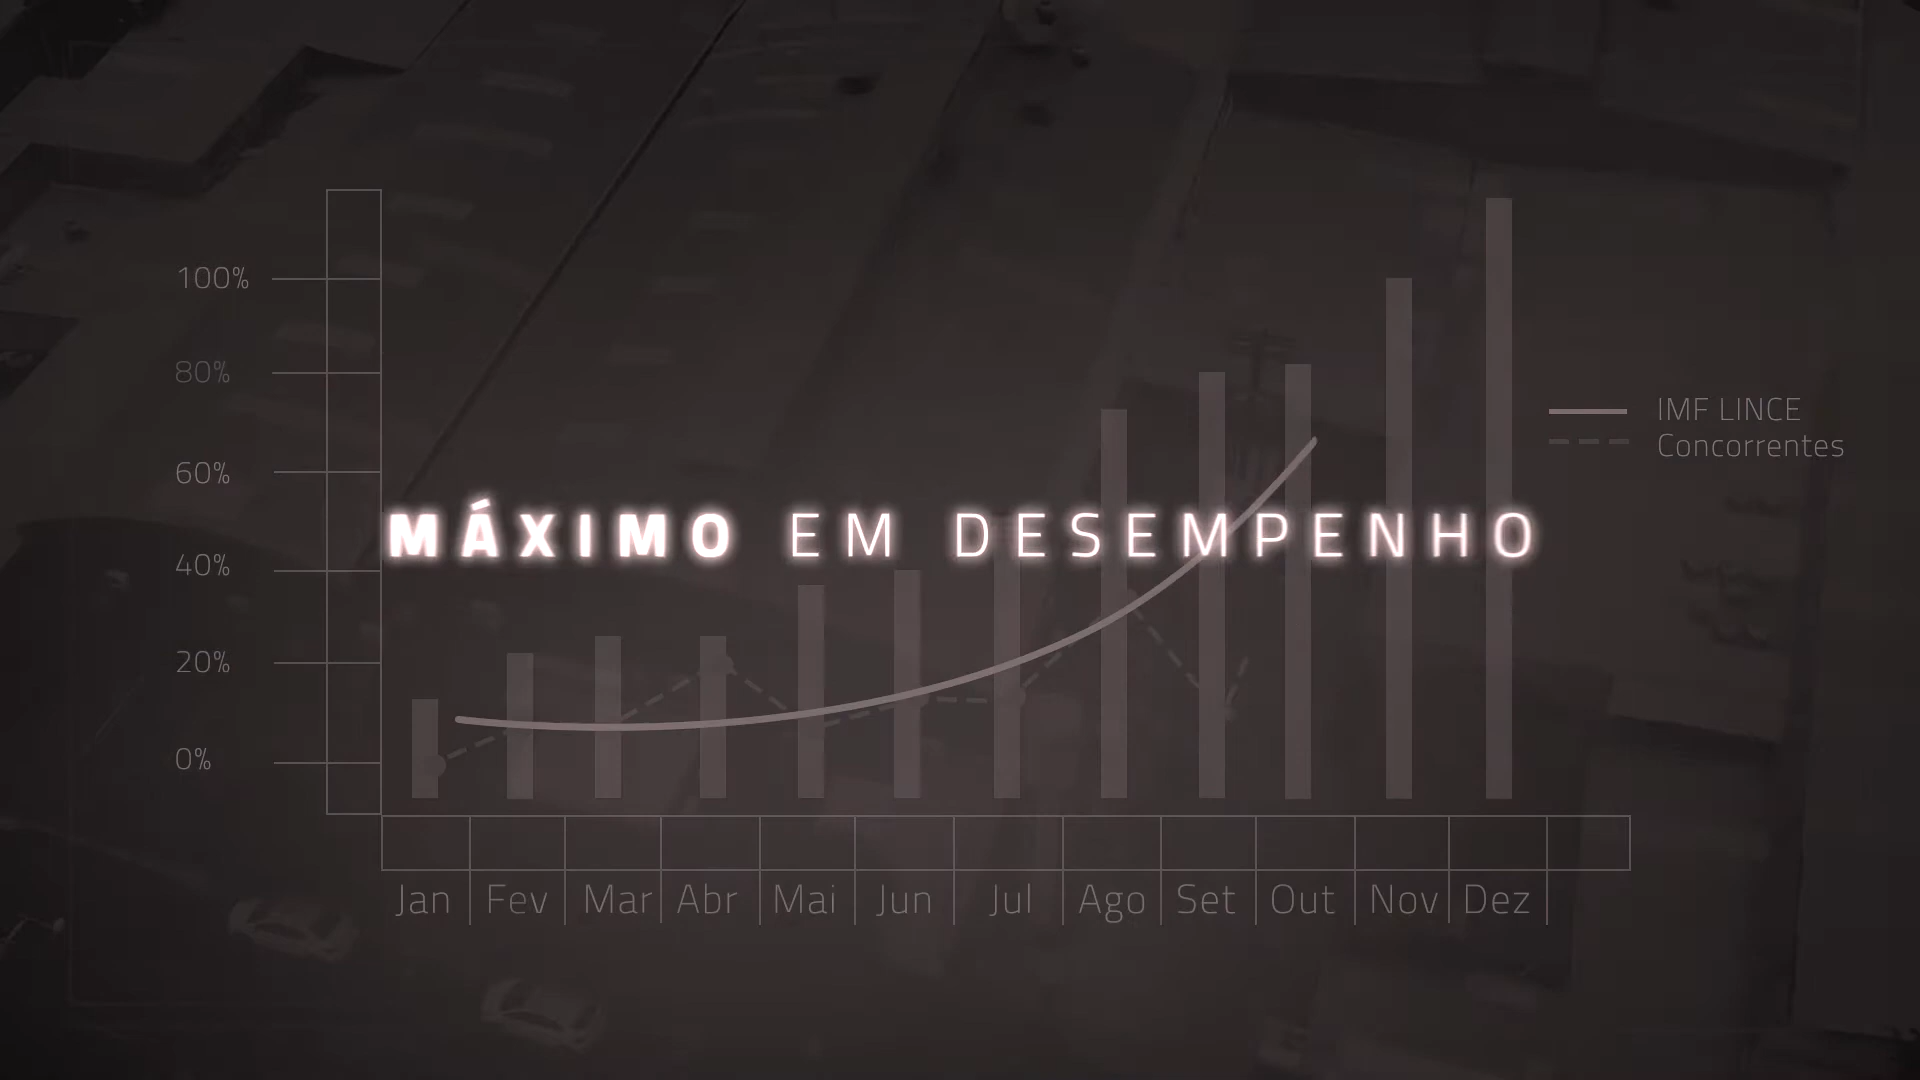 100%
80%
60%
40%
20%
0%
IMF LINCE
Concorrentes
MÁXIMO EM DESEMPENHO
Jan Fev Mar Abr Mai Jun Jul Ago Set Out Nov Dez